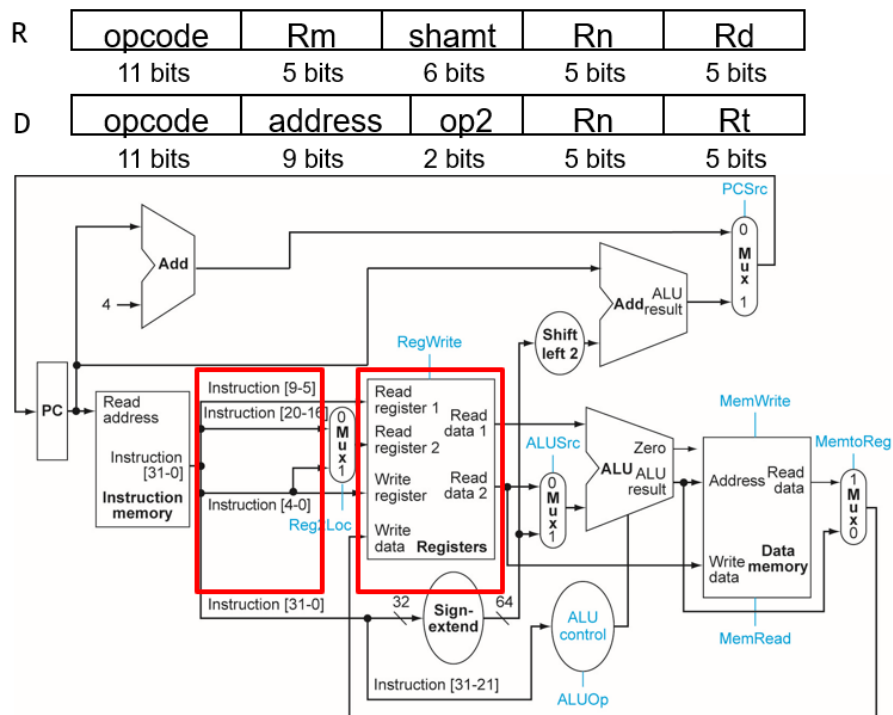 R opcode Rm shamt Rn Rd
11 bits 5 bits 6 bits 5 bits 5 bits
D opcode address op2 Rn Rt
11 bits 9 bits 2 bits 5 bits 5 bits
PCSrc
0
Mux
1
Add
4
Add ALU result
Shift left 2
RegWrite
PC
Read address
Instruction [31-0]
Instruction memory
Instruction [9-5]
Instruction [20-16]
Instruction [4-0]
Instruction [31-0]
0
Mux
1
Reg2Loc
Read register 1
Read register 2
Write register
Write data
Read data 1
Read data 2
Registers
ALUSrc
0
Mux
1
Zero
ALU
ALU result
MemWrite
Address
Read data
Write data
Data memory
MemRead
MemtoReg
1
Mux
0
32
Sign-extend
64
ALU control
Instruction [31-21]
ALUOp